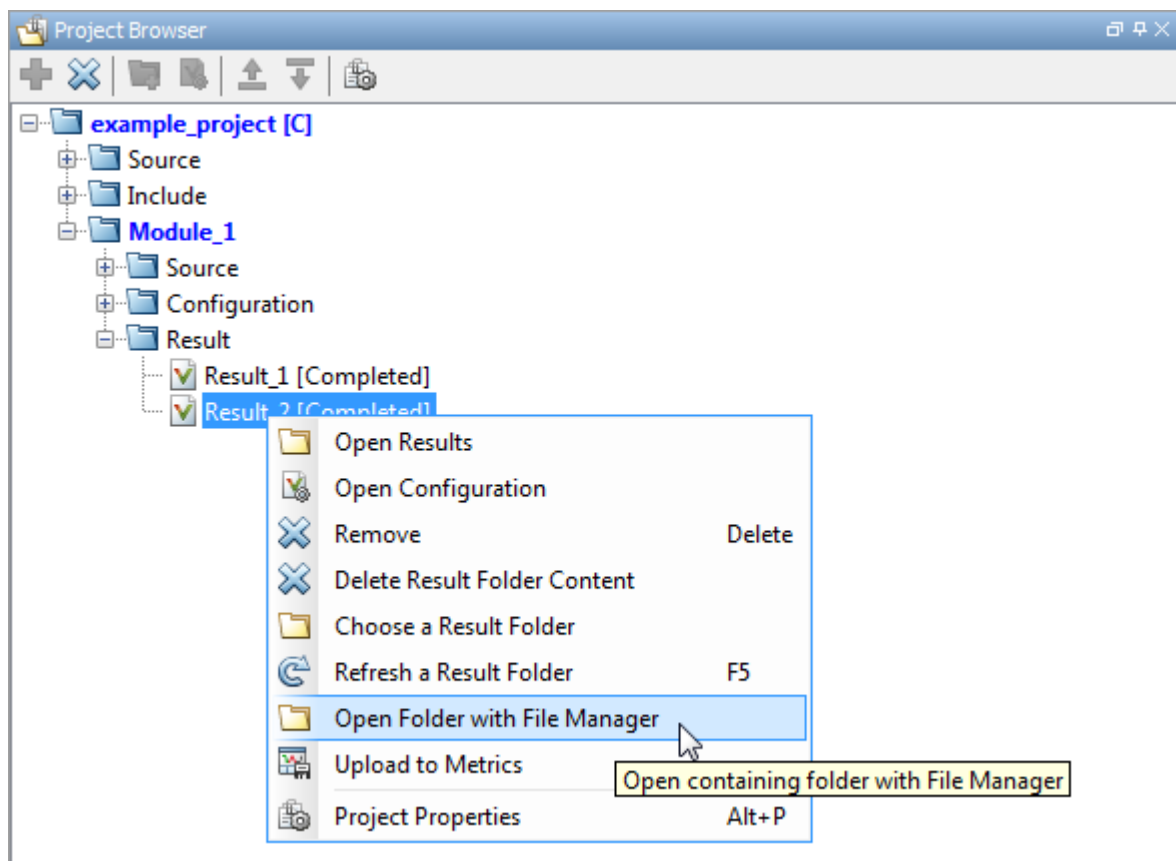 Project Browser
example_project [C]
Source
Include
Module_1
Source
Configuration
Result
Result_1 [Completed]
Result_2 [Completed]
Open Results
Open Configuration
Remove Delete
Delete Result Folder Content
Choose a Result Folder
Refresh a Result Folder F5
Open Folder with File Manager
Upload to Metrics
Open containing folder with File Manager
Project Properties Alt+P